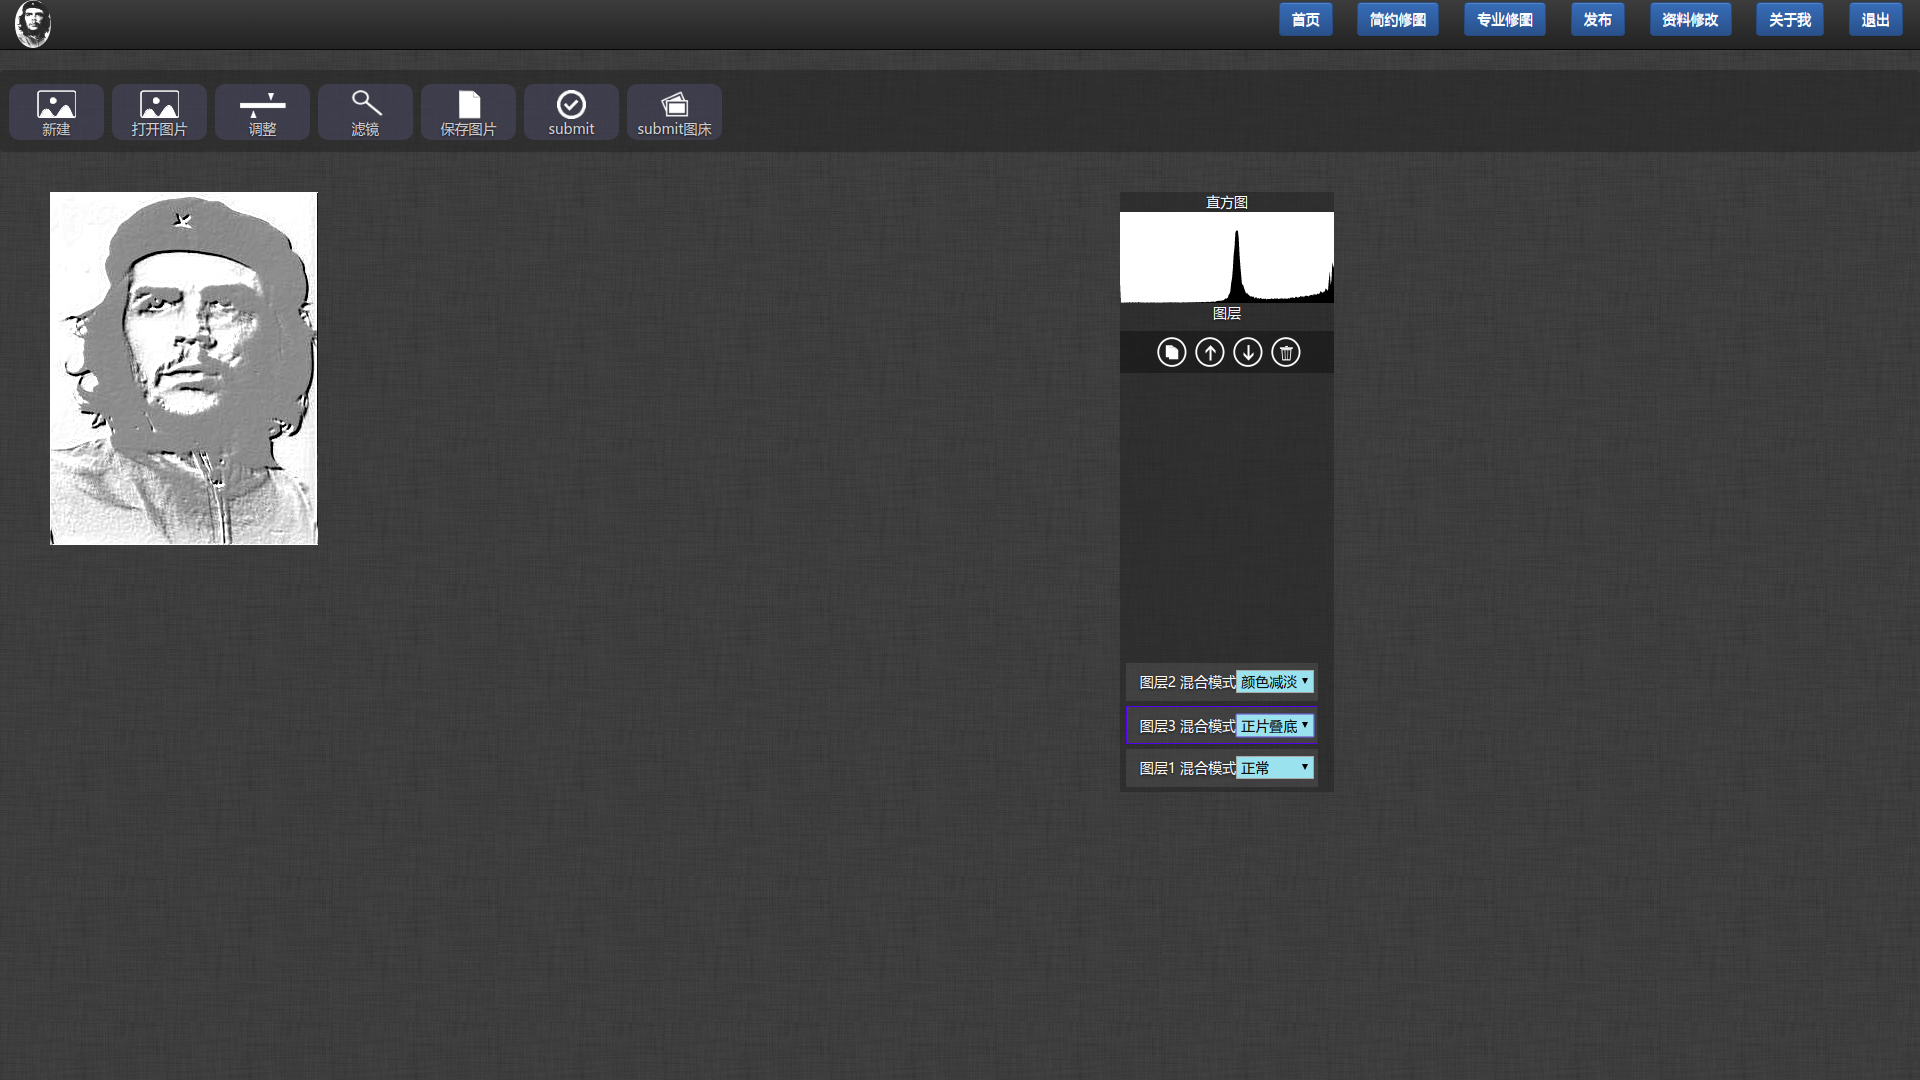 首页 简约修图 专业修图 发布 资料修改 关于我 退出
新建 打开图片 调整 滤镜 保存图片 submit submit图床
直方图
图层
图层2 混合模式 颜色减淡
图层3 混合模式 正片叠底
图层1 混合模式 正常